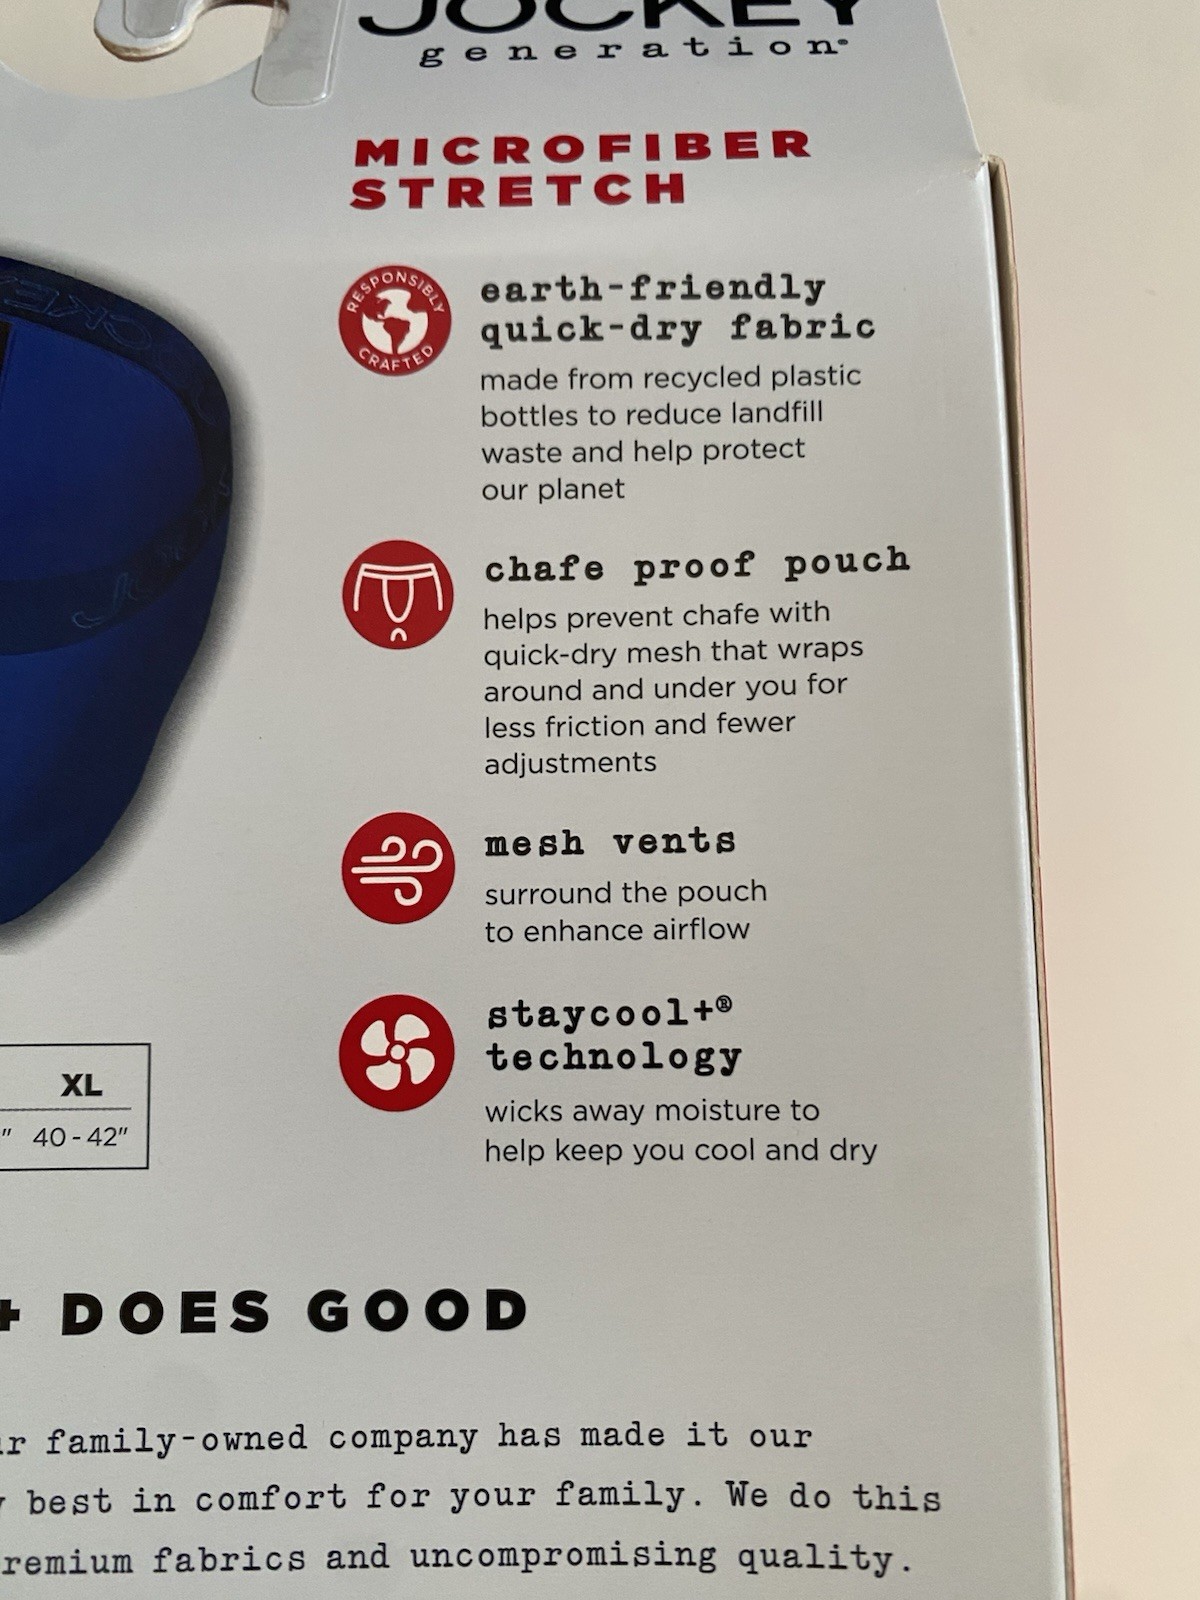 JOCKEY
generation®
MICROFIBER
STRETCH
RESPONSIBLY
CRAFTED
earth-friendly
quick-dry fabric
made from recycled plastic
bottles to reduce landfill
waste and help protect
our planet
chafe proof pouch
helps prevent chafe with
quick-dry mesh that wraps
around and under you for
less friction and fewer
adjustments
mesh vents
surround the pouch
to enhance airflow
staycool+®
technology
wicks away moisture to
help keep you cool and dry
XL
" 40-42"
+ DOES GOOD
family-owned company has made it our
best in comfort for your family. We do this
remium fabrics and uncompromising quality.